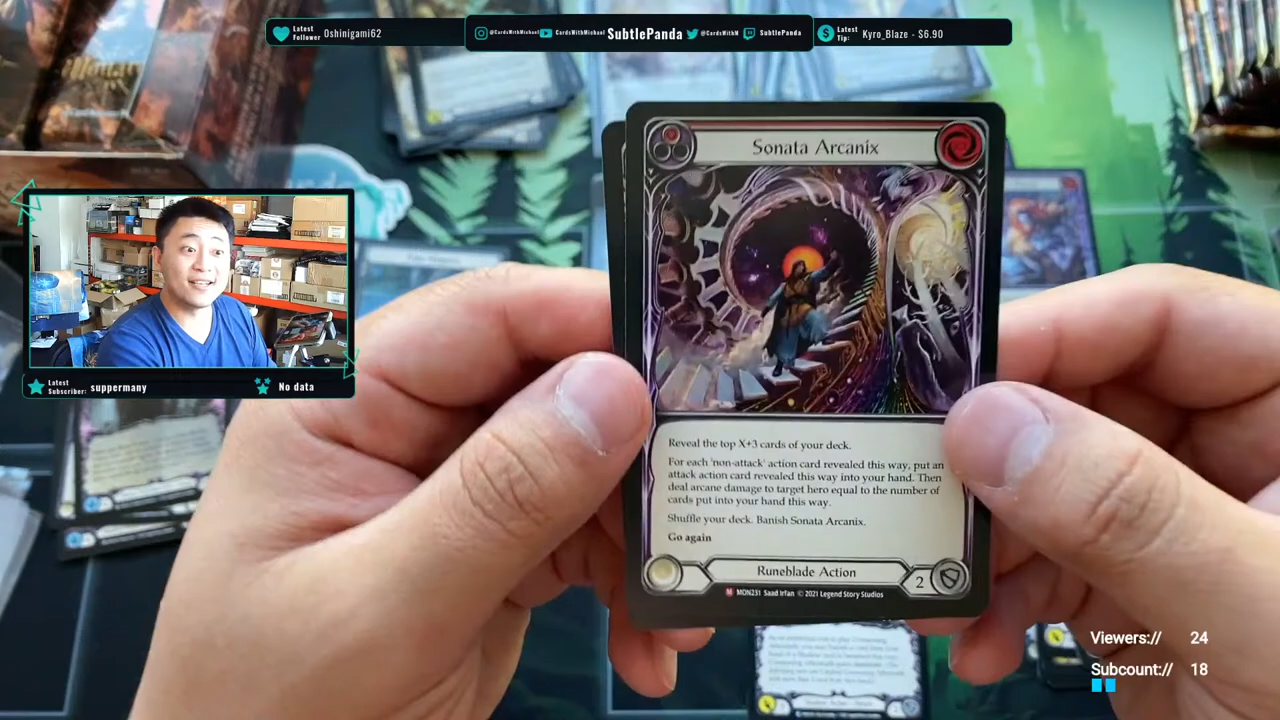 Latest
Follower
Oshinigami62
@CardsWithMichael
CardsWithMichael
SubtlePanda
@CardsWithM
SubtlePanda
Latest
Tip:
Kyro_Blaze - $6.90
Sonata Arcanix
Reveal the top X+3 cards of your deck.
For each 'non-attack' action card revealed this way, put an
attack action card revealed this way into your hand. Then
deal arcane damage to target hero equal to the number of
cards put into your hand this way.
Shuffle your deck. Banish Sonata Arcanix.
Go again
Runeblade Action
2
M MON231 Saad Irfan © 2021 Legend Story Studios
Latest
Subscriber:
suppermany
No data
Viewers:// 24
Subcount:// 18